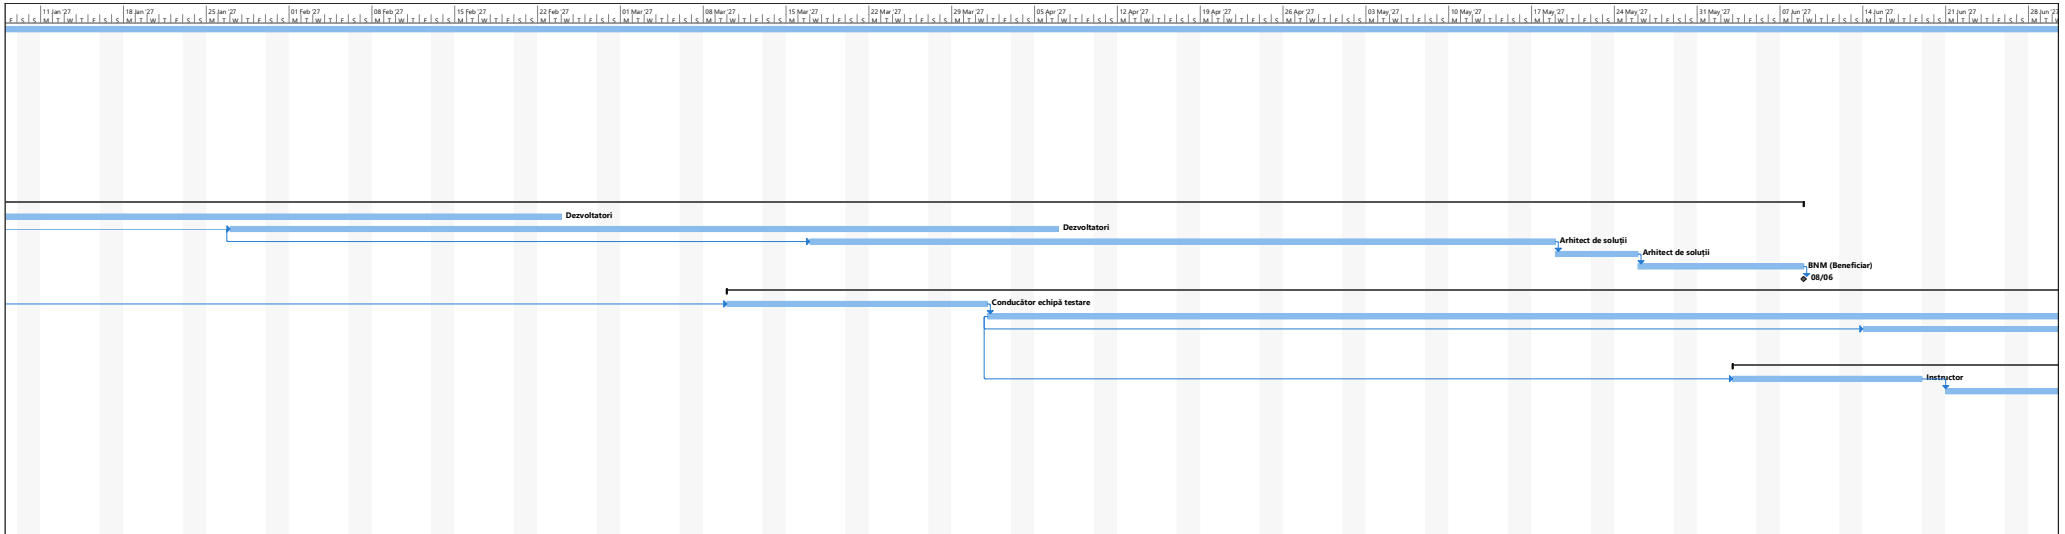 11 Jan '27 18 Jan '27 25 Jan '27 01 Feb '27 08 Feb '27 15 Feb '27 22 Feb '27 01 Mar '27 08 Mar '27 15 Mar '27 22 Mar '27 29 Mar '27 05 Apr '27 12 Apr '27 19 Apr '27 26 Apr '27 03 May '27 10 May '27 17 May '27 24 May '27 31 May '27 07 Jun '27 14 Jun '27 21 Jun '27 28 Jun '27
F S S M T W T F S S M T W T F S S M T W T F S S M T W T F S S M T W T F S S M T W T F S S M T W T F S S M T W T F S S M T W T F S S M T W T F S S M T W T F S S M T W T F S S M T W T F S S M T W T F S S M T W T F S S M T W T F S S M T W T F S S M T W T F S S M T W T F S S M T W T F S S M T W T F S S M T W T F S S M T W T F S S M T W T F S S M T W
Dezvoltatori
Dezvoltatori
Arhitect de soluții
Arhitect de soluții
BNM (Beneficiar)
08/06
Conducător echipă testare
Instructor